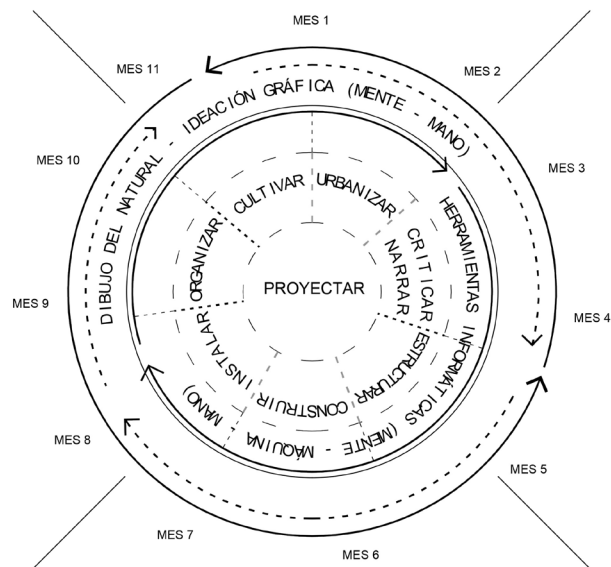 MES 1
MES 2
MES 3
MES 4
MES 5
MES 6
MES 7
MES 8
MES 9
MES 10
MES 11
DIBUJO DEL NATURAL - IDEACIÓN GRÁFICA (MENTE - MANO)
HERRAMIENTAS INFORMÁTICAS (MENTE - MÁQUINA - MANO)
CULTIVAR
URBANIZAR
CRITICAR
NARRAR
ESTRUCTURAR
CONSTRUIR
INSTALAR
ORGANIZAR
PROYECTAR